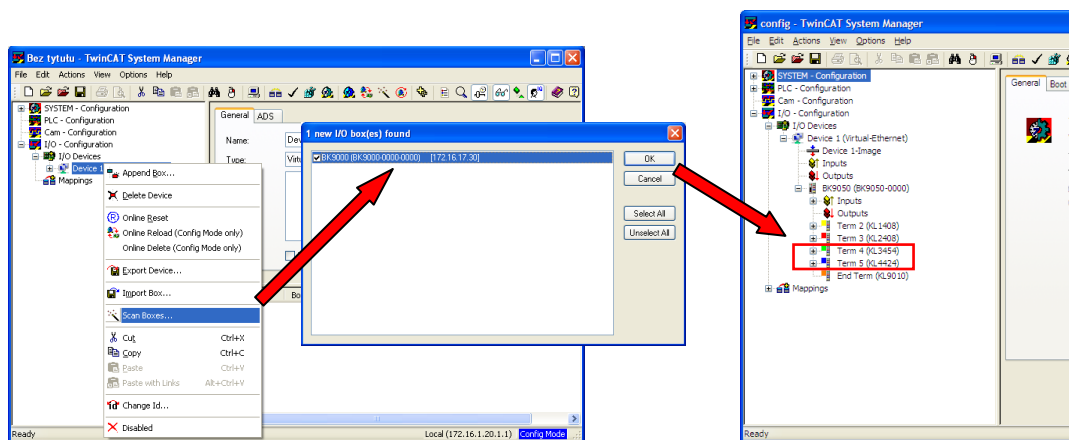 Bez tytułu - TwinCAT System Manager
File Edit Actions View Options Help
SYSTEM - Configuration
PLC - Configuration
Cam - Configuration
I/O - Configuration
I/O Devices
Device 1
Mappings
General ADS
Name: Dev
Type: Virtu
Bo
Append Box...
Delete Device
Online Reset
Online Reload (Config Mode only)
Online Delete (Config Mode only)
Export Device...
Import Box...
Scan Boxes...
Cut Ctrl+X
Copy Ctrl+C
Paste Ctrl+V
Paste with Links Alt+Ctrl+V
Change Id...
Disabled
Ready Local (172.16.1.20.1.1) Config Mode
1 new I/O box(es) found
BK9000 (BK9000-0000-0000) [172.16.17.30]
OK
Cancel
Select All
Unselect All
config - TwinCAT System Manager
File Edit Actions View Options Help
SYSTEM - Configuration
PLC - Configuration
Cam - Configuration
I/O - Configuration
I/O Devices
Device 1 (Virtual-Ethernet)
Device 1-Image
Inputs
Outputs
BK9050 (BK9050-0000)
Inputs
Outputs
Term 2 (KL1408)
Term 3 (KL2408)
Term 4 (KL3454)
Term 5 (KL4424)
End Term (KL9010)
Mappings
General Boot
Ready